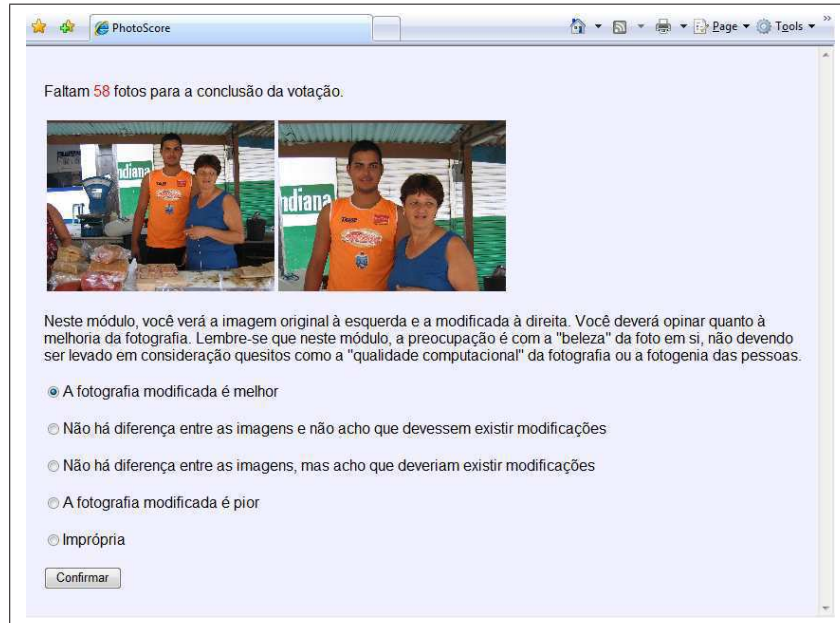 PhotoScore
Page
Tools
Faltam 58 fotos para a conclusão da votação.
ndiana
ndiana
Neste módulo, você verá a imagem original à esquerda e a modificada à direita. Você deverá opinar quanto à
melhoria da fotografia. Lembre-se que neste módulo, a preocupação é com a "beleza" da foto em si, não devendo
ser levado em consideração quesitos como a "qualidade computacional" da fotografia ou a fotogenia das pessoas.
A fotografia modificada é melhor
Não há diferença entre as imagens e não acho que devessem existir modificações
Não há diferença entre as imagens, mas acho que deveriam existir modificações
A fotografia modificada é pior
Imprópria
Confirmar